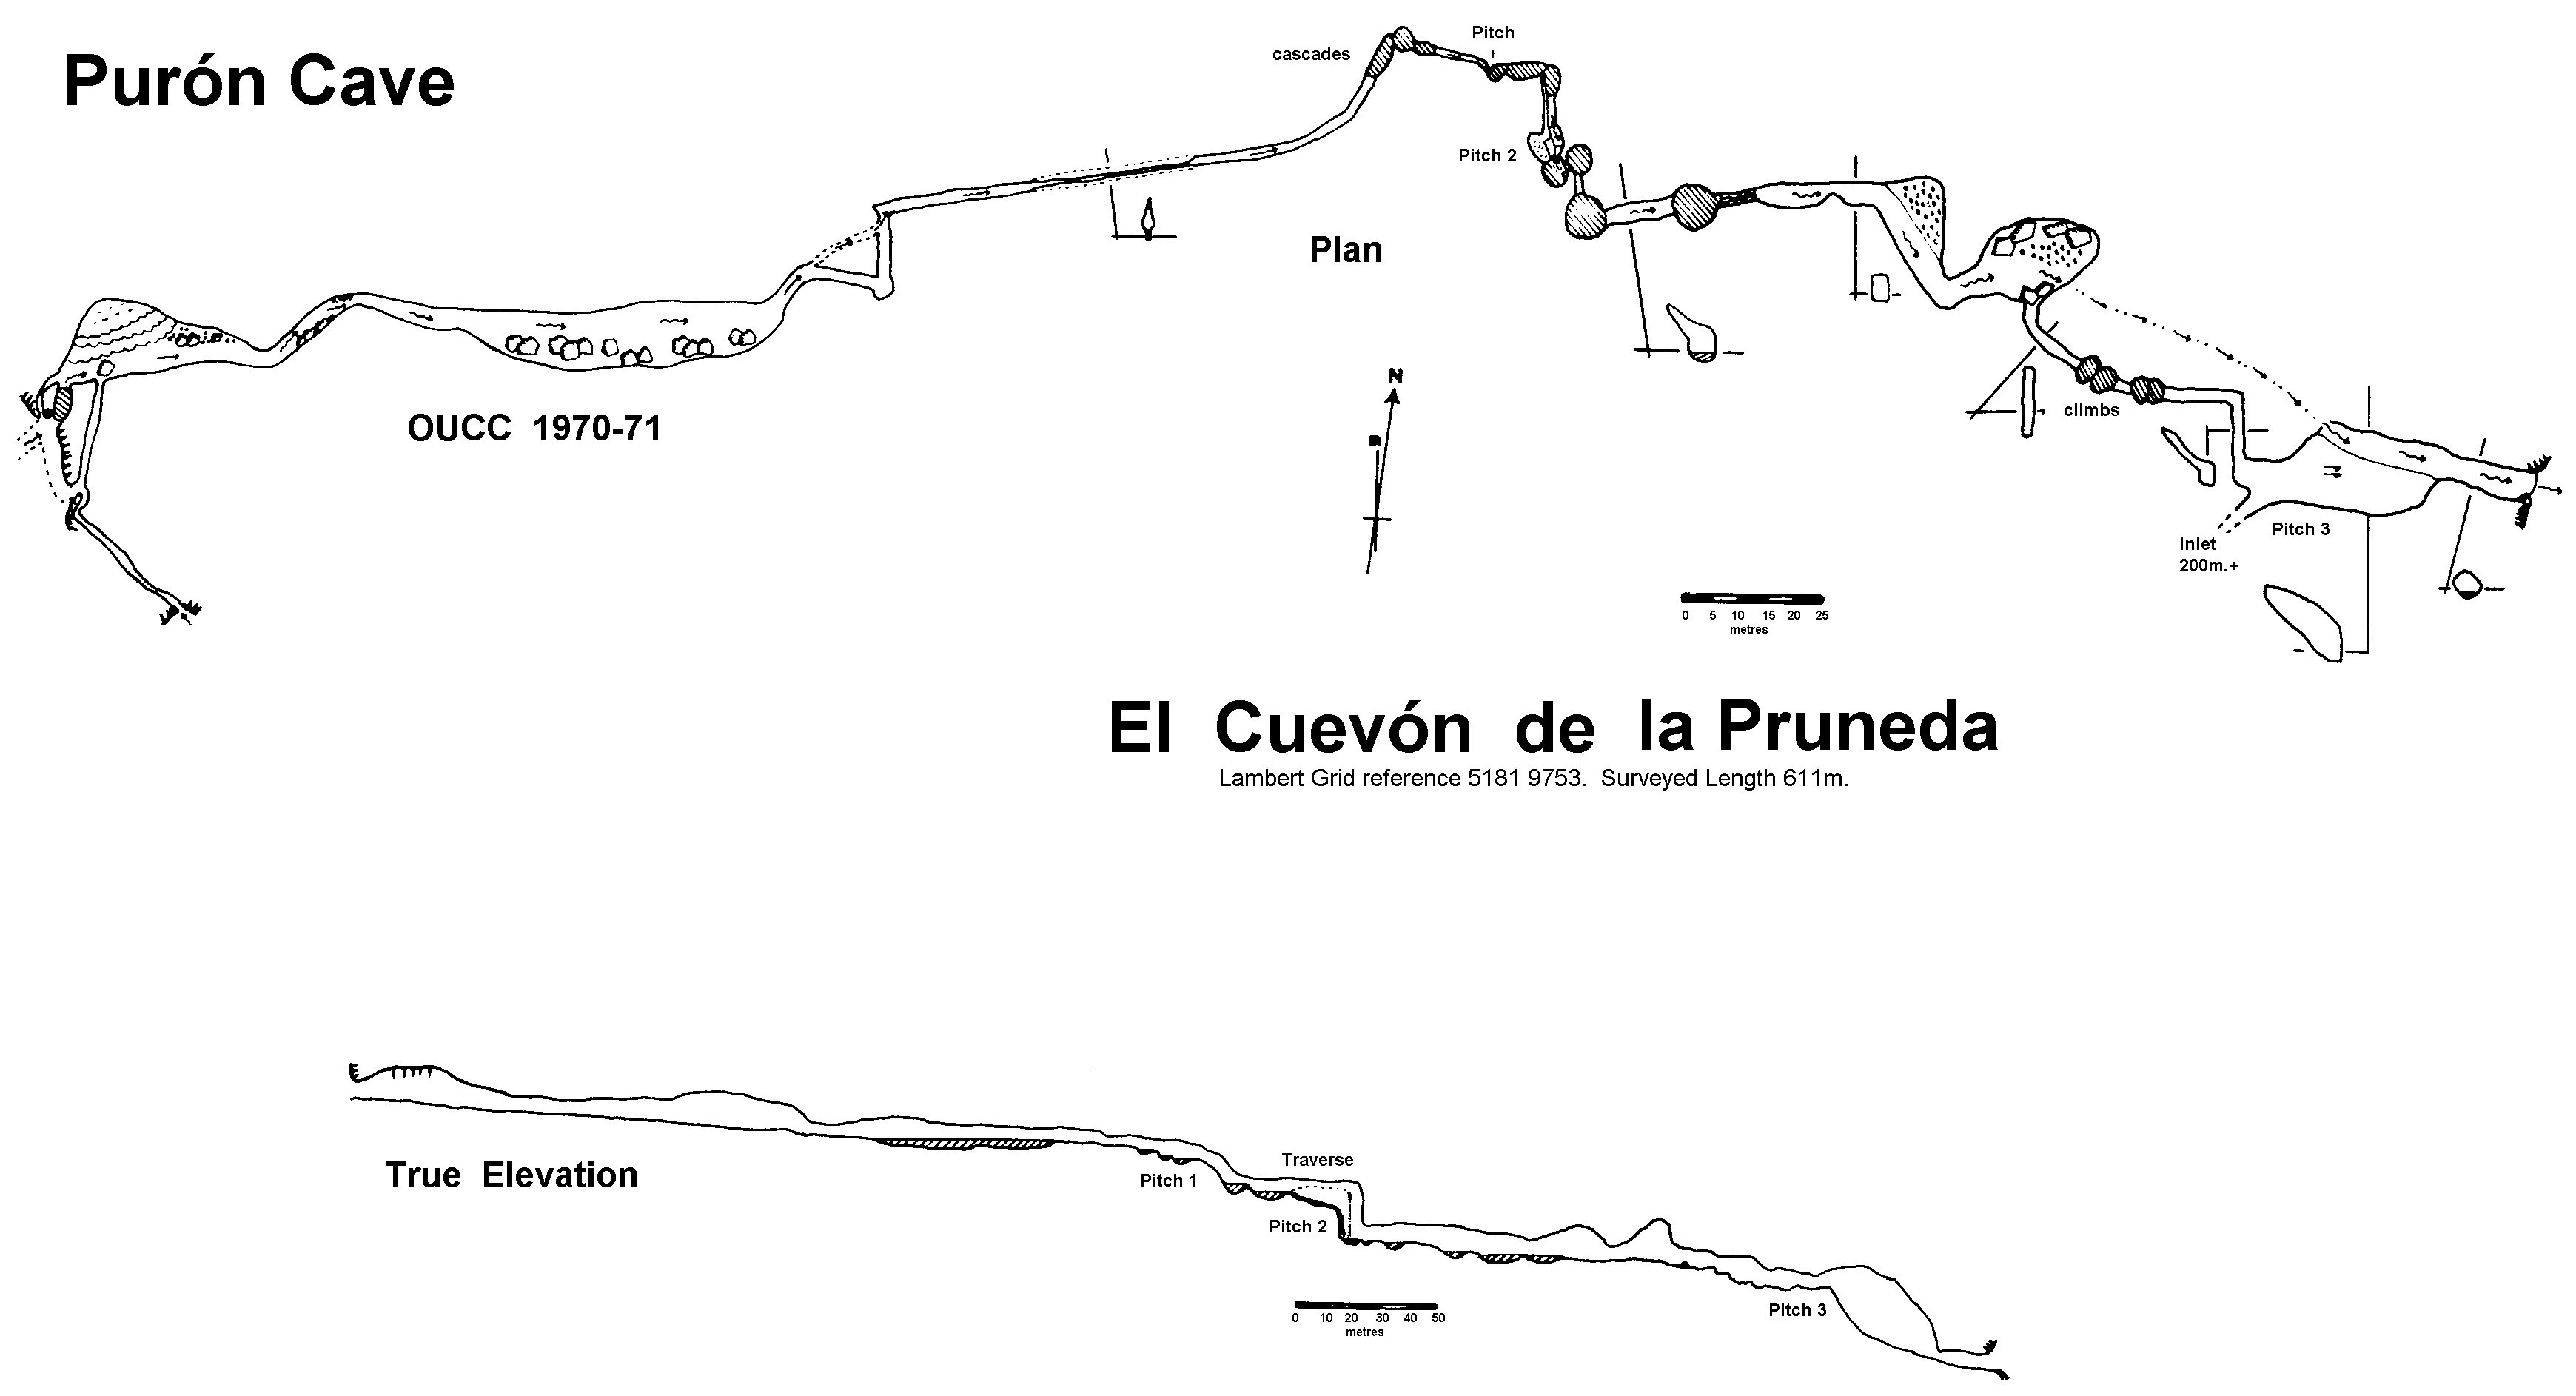 Purón Cave
cascades
Pitch
Pitch 2
Plan
OUCC 1970-71
N
climbs
Pitch 3
Inlet
200m.+
0 5 10 15 20 25
metres
El Cuevón de la Pruneda
Lambert Grid reference 5181 9753. Surveyed Length 611m.
True Elevation
Pitch 1
Traverse
Pitch 2
Pitch 3
0 10 20 30 40 50
metres